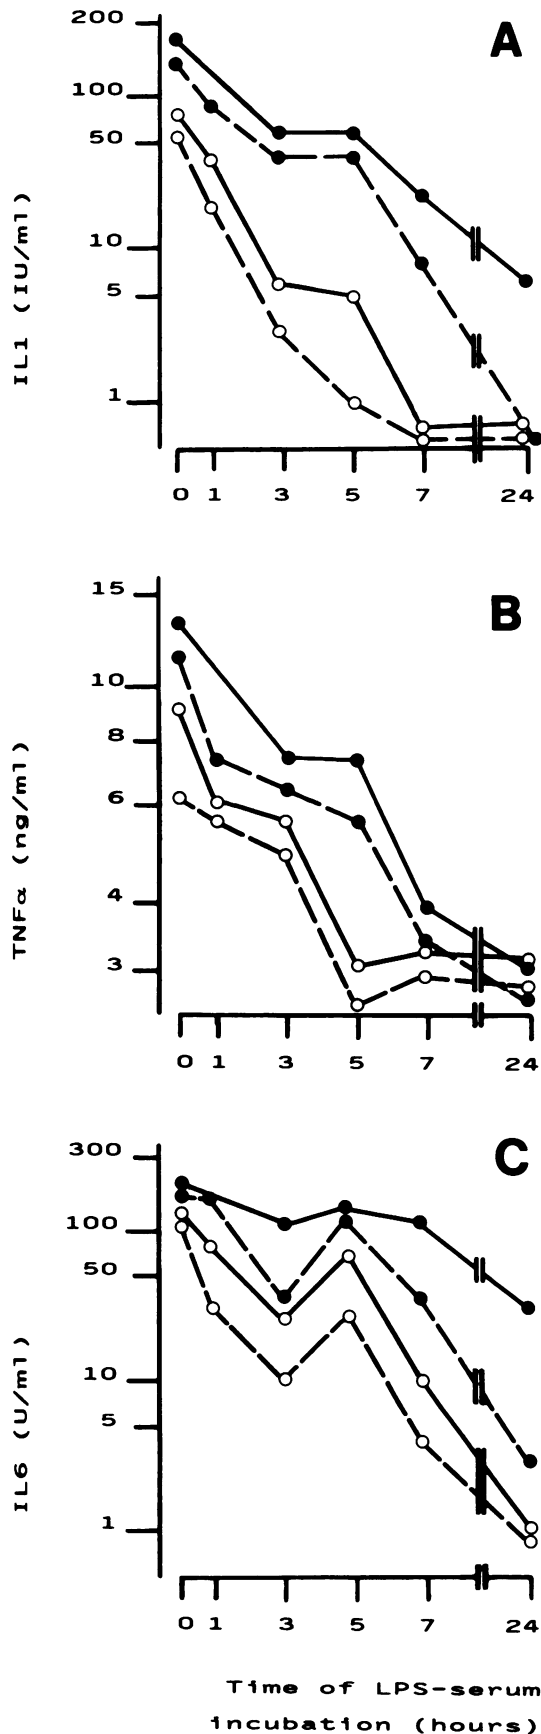 A
IL1 (IU/ml)
200
100
50
10
5
1
0 1 3 5 7 24
B
TNFα (ng/ml)
15
10
8
6
4
3
0 1 3 5 7 24
C
IL6 (U/ml)
300
100
50
10
5
1
0 1 3 5 7 24
Time of LPS-serum
incubation (hours)